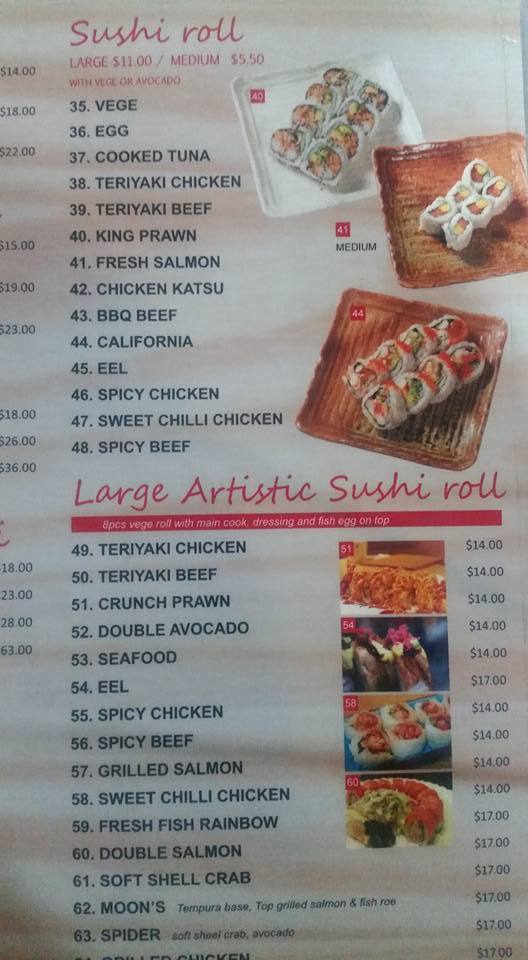 $14.00
$18.00
$22.00
$15.00
$19.00
$23.00
$18.00
$26.00
$36.00
18.00
23.00
28.00
63.00
Sushi roll
LARGE $11.00 / MEDIUM $5.50
WITH VEGE OR AVOCADO
35. VEGE
36. EGG
37. COOKED TUNA
38. TERIYAKI CHICKEN
39. TERIYAKI BEEF
40. KING PRAWN
41. FRESH SALMON
42. CHICKEN KATSU
43. BBQ BEEF
44. CALIFORNIA
45. EEL
46. SPICY CHICKEN
47. SWEET CHILLI CHICKEN
48. SPICY BEEF
40
41
MEDIUM
44
Large Artistic Sushi roll
8pcs vege roll with main cook, dressing and fish egg on top
49. TERIYAKI CHICKEN $14.00
50. TERIYAKI BEEF $14.00
51. CRUNCH PRAWN $14.00
52. DOUBLE AVOCADO $14.00
53. SEAFOOD $14.00
54. EEL $17.00
55. SPICY CHICKEN $14.00
56. SPICY BEEF $14.00
57. GRILLED SALMON $14.00
58. SWEET CHILLI CHICKEN $14.00
59. FRESH FISH RAINBOW $17.00
60. DOUBLE SALMON $17.00
61. SOFT SHELL CRAB $17.00
62. MOON'S Tempura base, Top grilled salmon & fish roe $17.00
63. SPIDER soft sheel crab, avocado $17.00
GRILLED CHICKEN $17.00
51
54
58
60